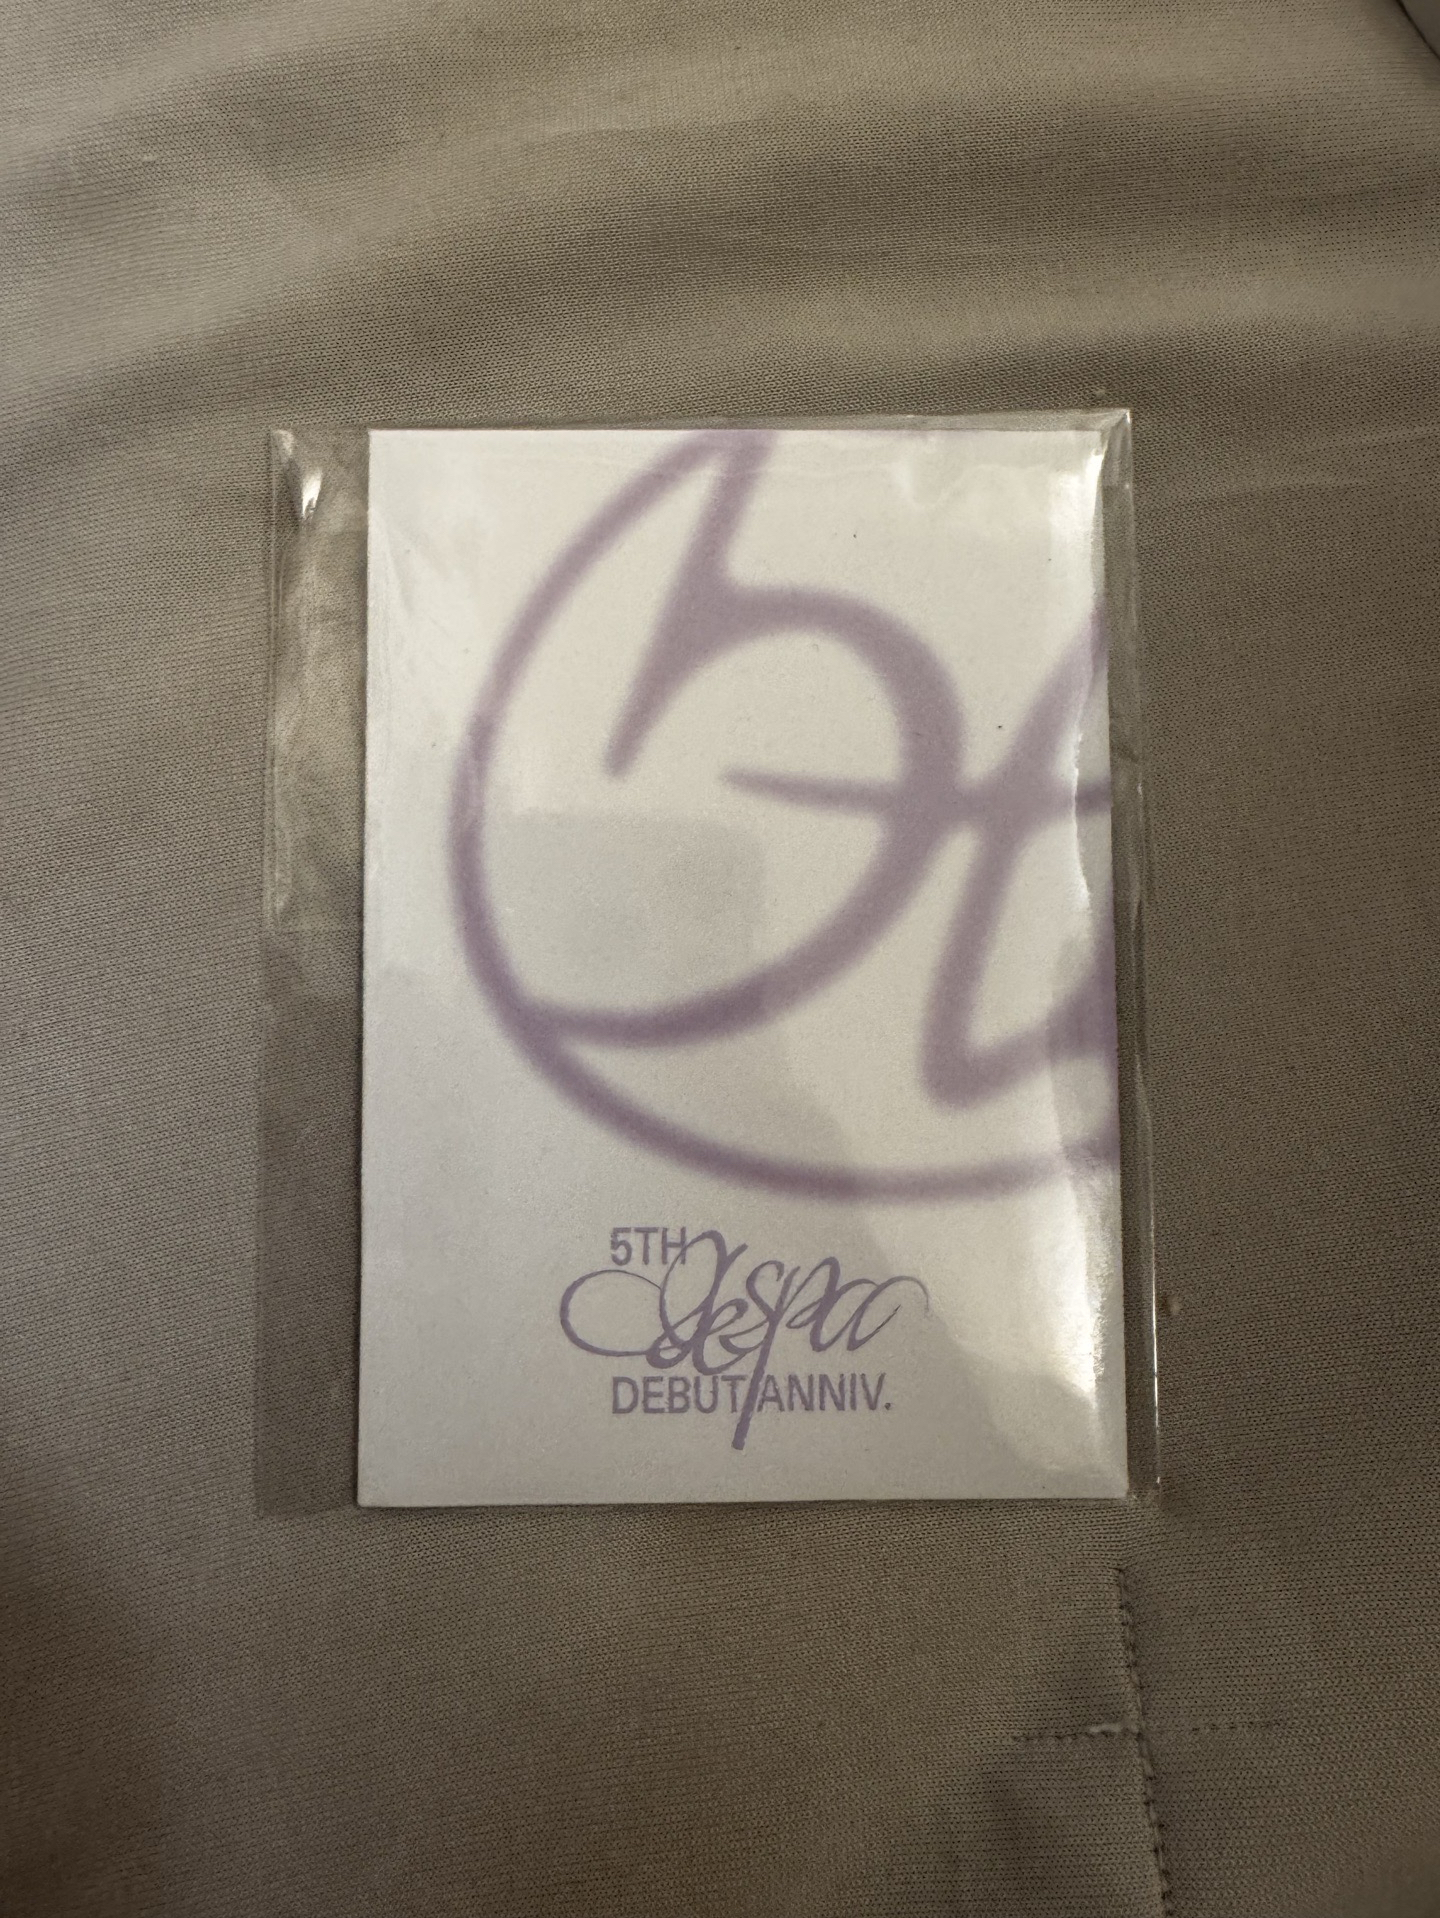 5TH
aespa
DEBUT ANNIV.